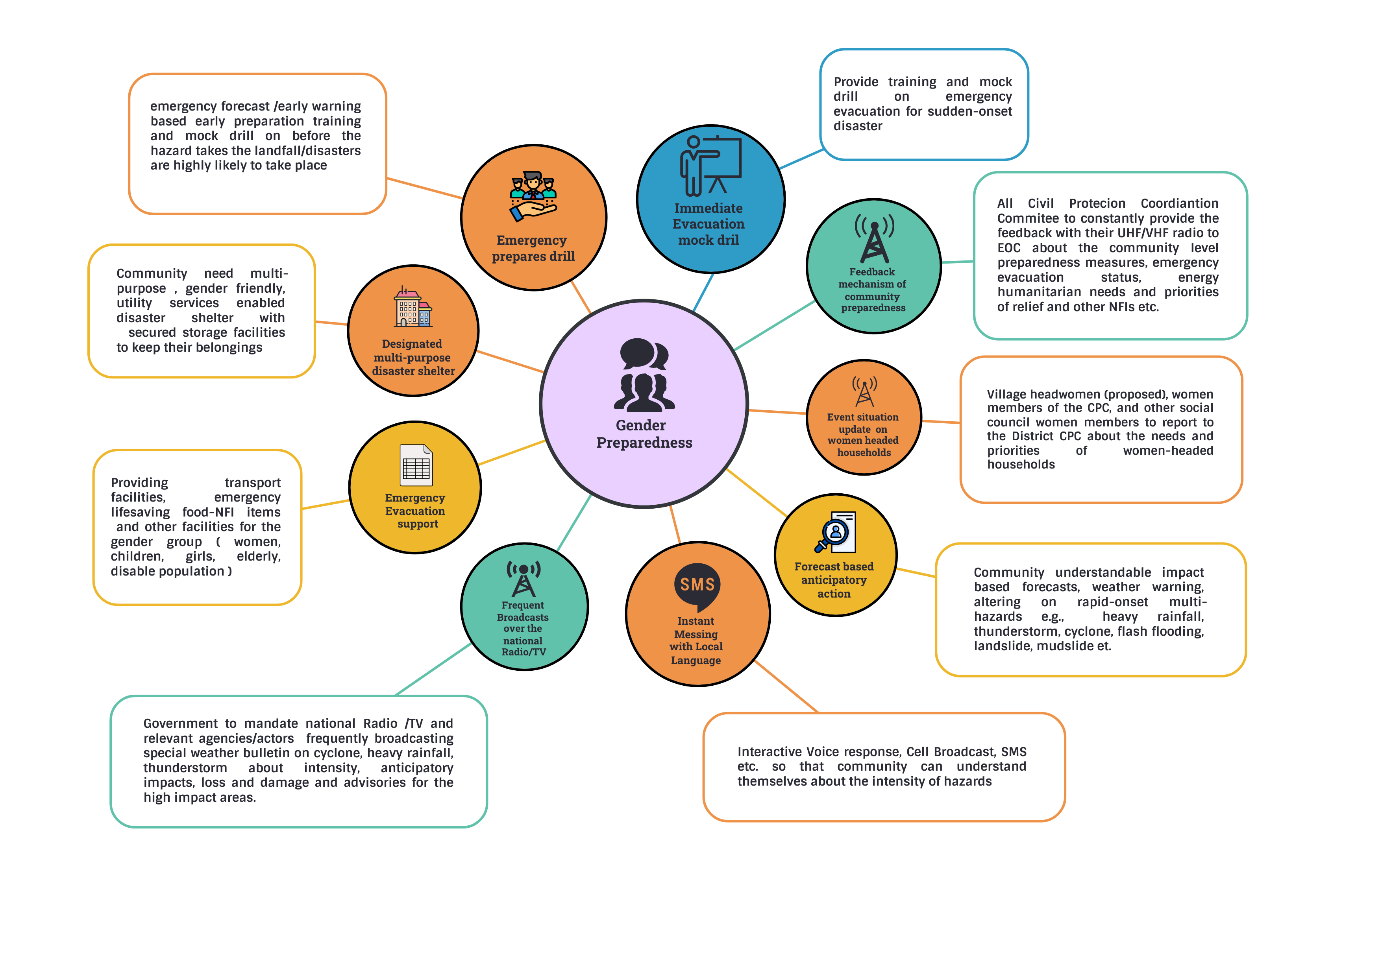 Provide training and mock
drill on emergency
evacuation for sudden-onset
disaster
emergency forecast /early warning
based early preparation training
and mock drill on before the
hazard takes the landfall/disasters
are highly likely to take place
Immediate
Evacuation
mock dril
Emergency
prepares drill
All Civil Protecion Coordiantion
Commitee to constantly provide the
feedback with their UHF/VHF radio to
EOC about the community level
preparedness measures, emergency
evacuation status, energy
humanitarian needs and priorities
of relief and other NFIs etc.
Feedback
mechanism of
community
preparedness
Community need multi-
purpose , gender friendly,
utility services enabled
disaster shelter with
secured storage facilities
to keep their belongings
Designated
multi-purpose
disaster shelter
Gender
Preparedness
Event situation
update on
women headed
households
Village headwomen (proposed), women
members of the CPC, and other social
council women members to report to
the District CPC about the needs and
priorities of women-headed
households
Providing transport
facilities, emergency
lifesaving food-NFI items
and other facilities for the
gender group ( women,
children, girls, elderly,
disable population )
Emergency
Evacuation
support
Forecast based
anticipatory
action
Community understandable impact
based forecasts, weather warning,
altering on rapid-onset multi-
hazards e.g., heavy rainfall,
thunderstorm, cyclone, flash flooding,
landslide, mudslide et.
Frequent
Broadcasts
over the
national
Radio/TV
SMS
Instant
Messing
with Local
Language
Government to mandate national Radio /TV and
relevant agencies/actors frequently broadcasting
special weather bulletin on cyclone, heavy rainfall,
thunderstorm about intensity, anticipatory
impacts, loss and damage and advisories for the
high impact areas.
Interactive Voice response, Cell Broadcast, SMS
etc. so that community can understand
themselves about the intensity of hazards